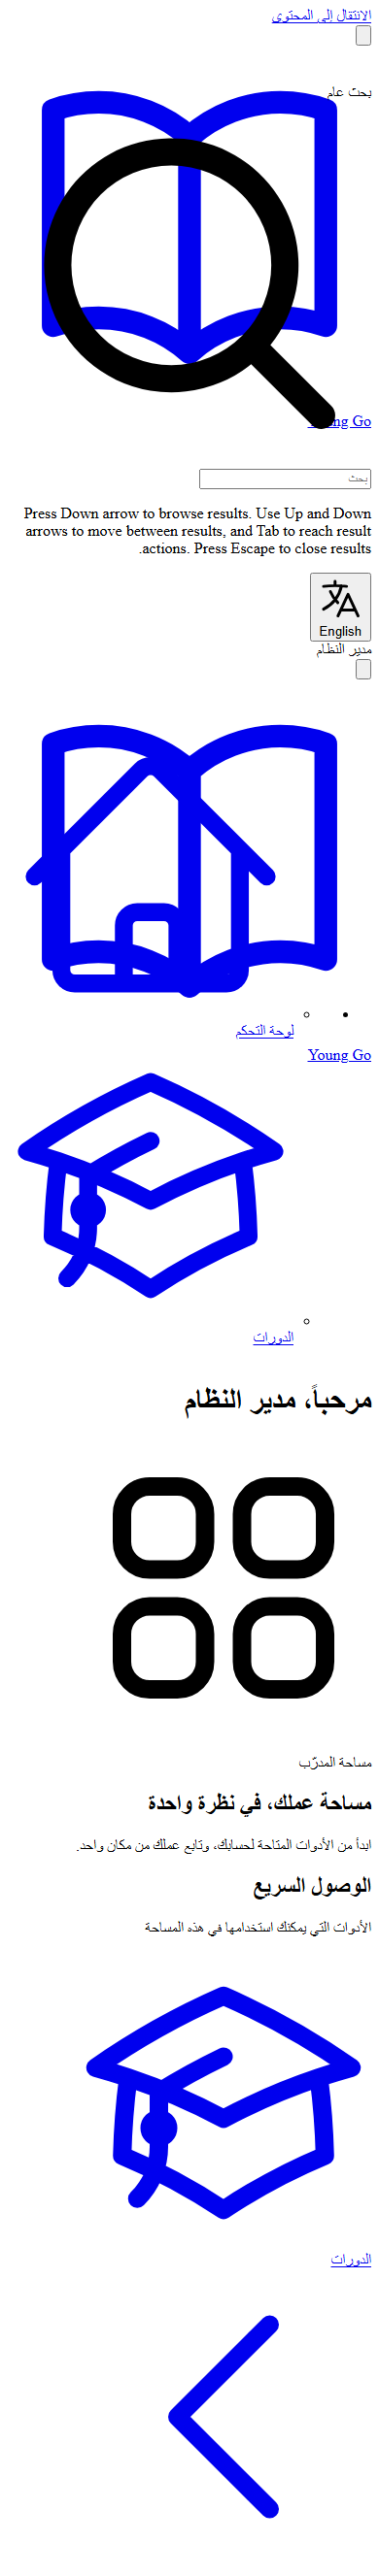 الانتقال إلى المحتوى
بحث عام
Young Go
بحث
Press Down arrow to browse results. Use Up and Down
arrows to move between results, and Tab to reach result
actions. Press Escape to close results.
English
مدير النظام
لوحة التحكم
Young Go
الدورات
مرحباً، مدير النظام
مساحة المدرّب
مساحة عملك، في نظرة واحدة
ابدأ من الأدوات المتاحة لحسابك، وتابع عملك من مكان واحد.
الوصول السريع
الأدوات التي يمكنك استخدامها في هذه المساحة
الدورات